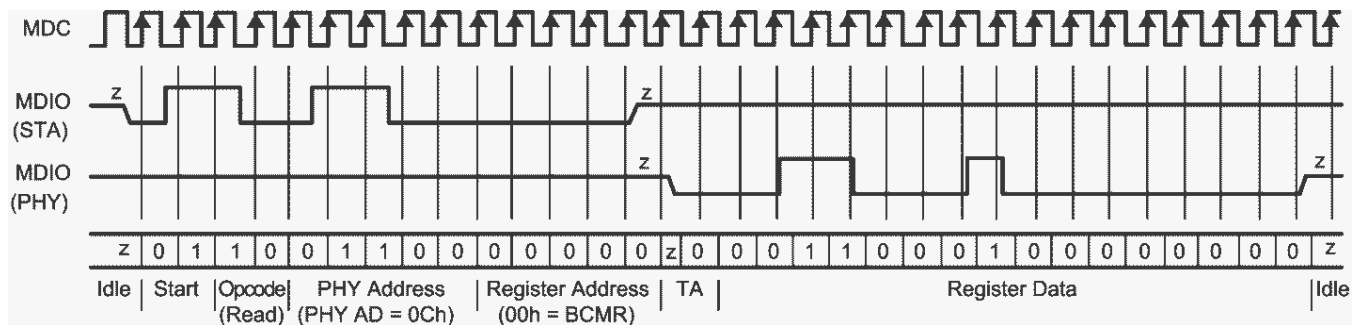 MDC
z z
MDIO
(STA)
z z
MDIO
(PHY)
z 0 1 1 0 0 1 1 0 0 0 0 0 0 0 z 0 0 0 1 1 0 0 0 1 0 0 0 0 0 0 0 0 z
Idle Start Opcode PHY Address Register Address TA Register Data Idle
(Read) (PHY AD = 0Ch) (00h = BCMR)